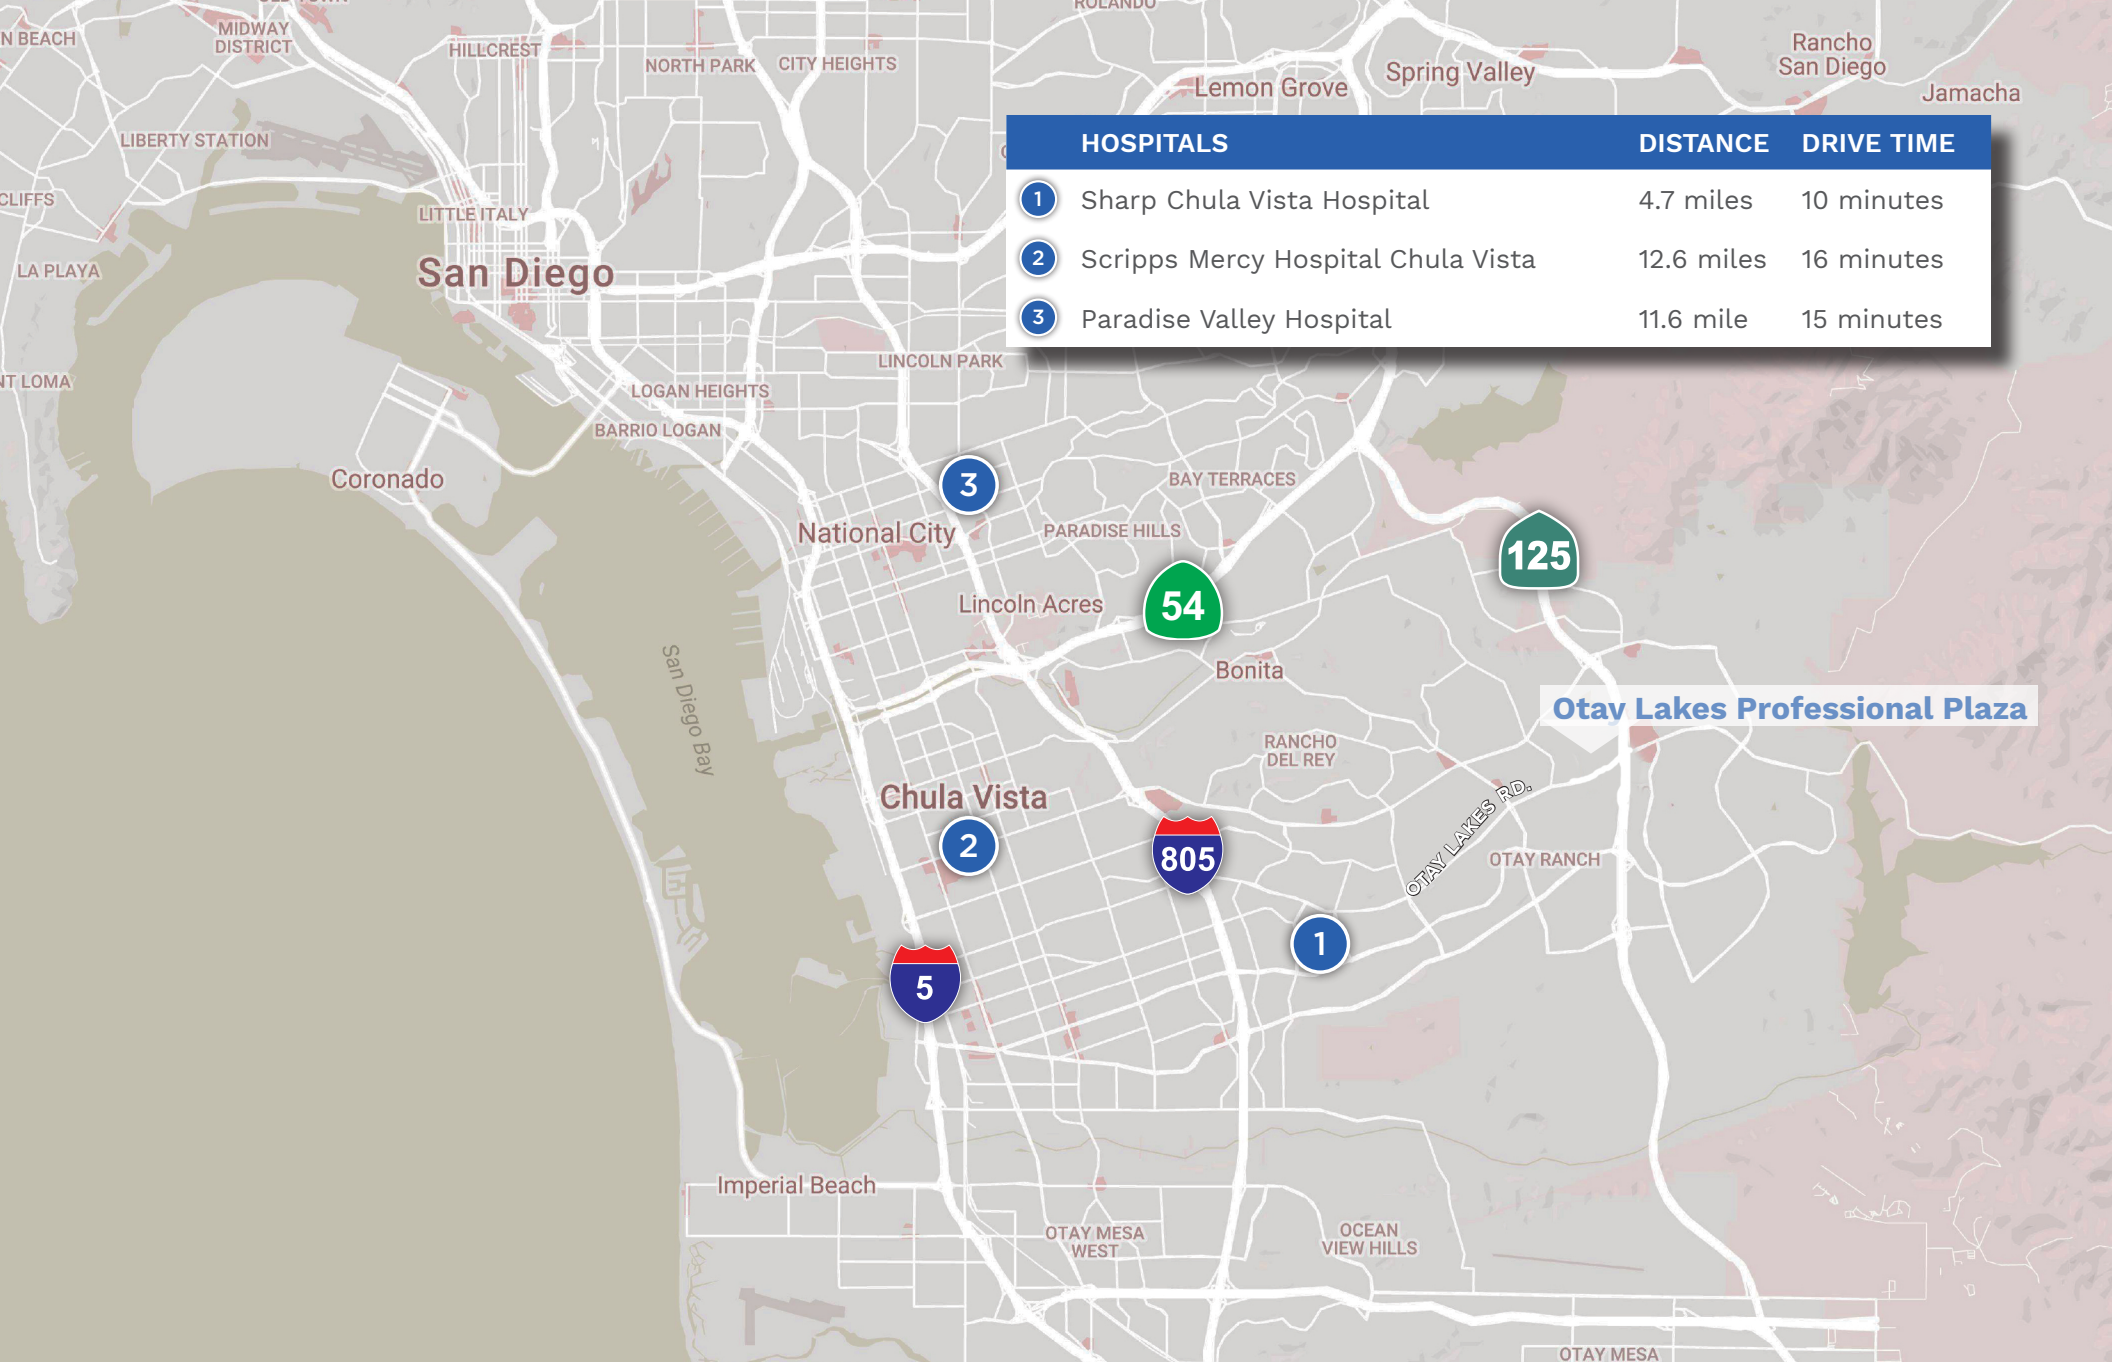 ROLANDO
N BEACH
MIDWAY
DISTRICT
HILLCREST
NORTH PARK
CITY HEIGHTS
Lemon Grove
Spring Valley
Rancho
San Diego
Jamacha
LIBERTY STATION
HOSPITALS DISTANCE DRIVE TIME
1 Sharp Chula Vista Hospital 4.7 miles 10 minutes
2 Scripps Mercy Hospital Chula Vista 12.6 miles 16 minutes
3 Paradise Valley Hospital 11.6 mile 15 minutes
CLIFFS
LITTLE ITALY
LA PLAYA
San Diego
LINCOLN PARK
NT LOMA
LOGAN HEIGHTS
BARRIO LOGAN
Coronado
3
BAY TERRACES
National City
PARADISE HILLS
125
Lincoln Acres
54
Bonita
San Diego Bay
Otay Lakes Professional Plaza
RANCHO
DEL REY
Chula Vista
OTAY LAKES RD.
2
805
OTAY RANCH
1
5
Imperial Beach
OTAY MESA
WEST
OCEAN
VIEW HILLS
OTAY MESA